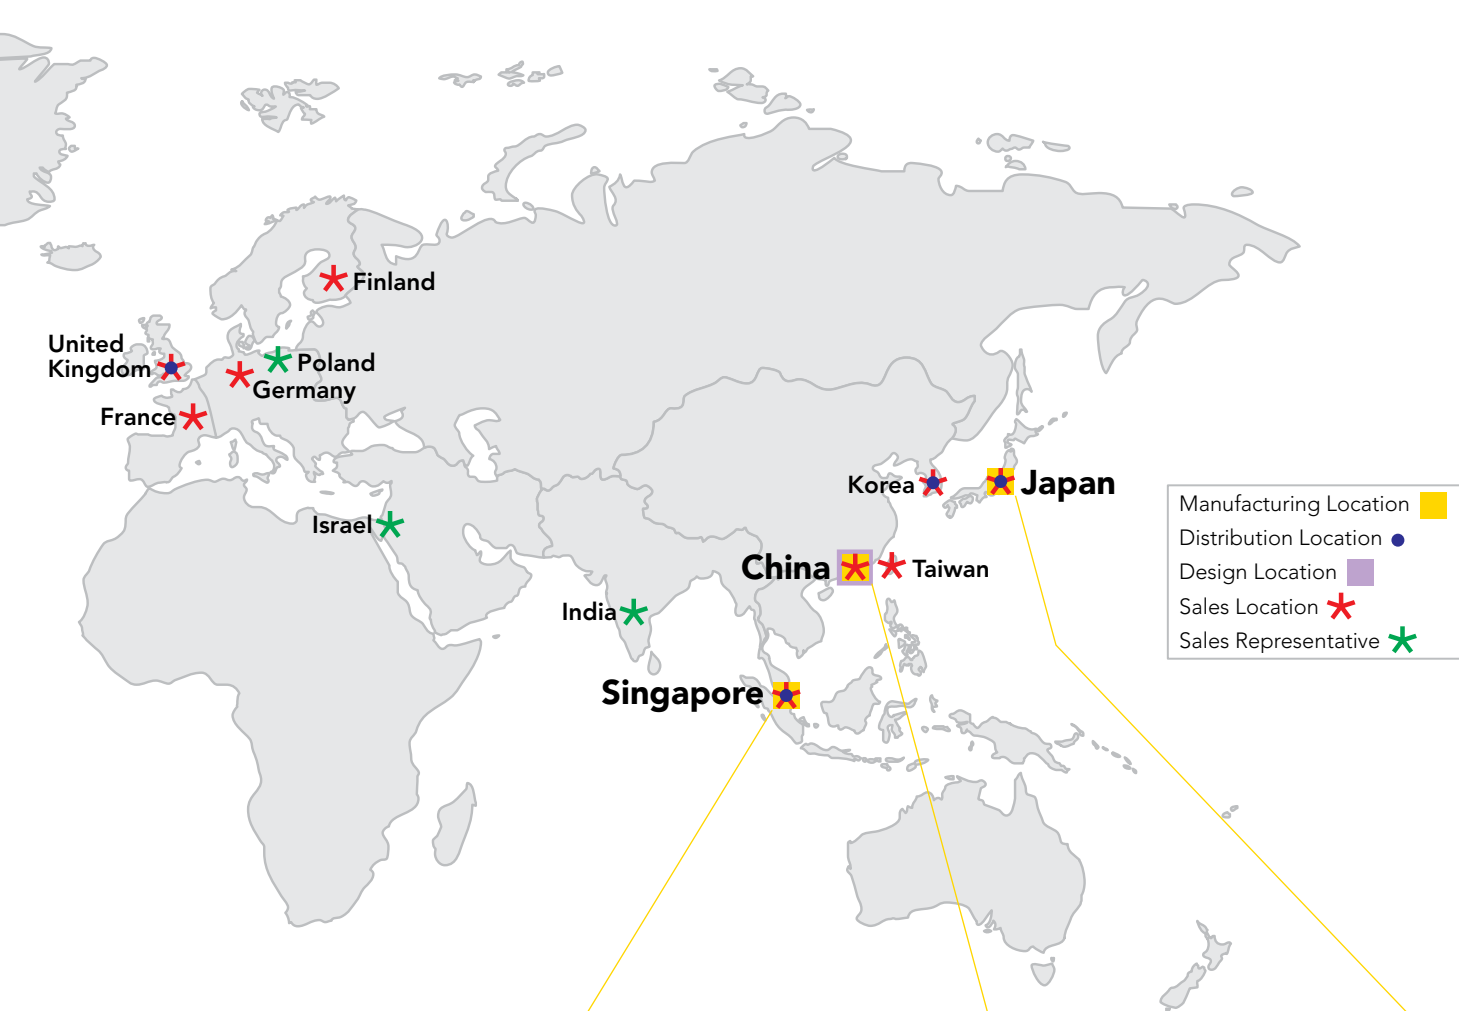 Finland
United
Kingdom
Poland
Germany
France
Korea
Japan
Israel
China
Taiwan
India
Singapore
Manufacturing Location
Distribution Location
Design Location
Sales Location
Sales Representative